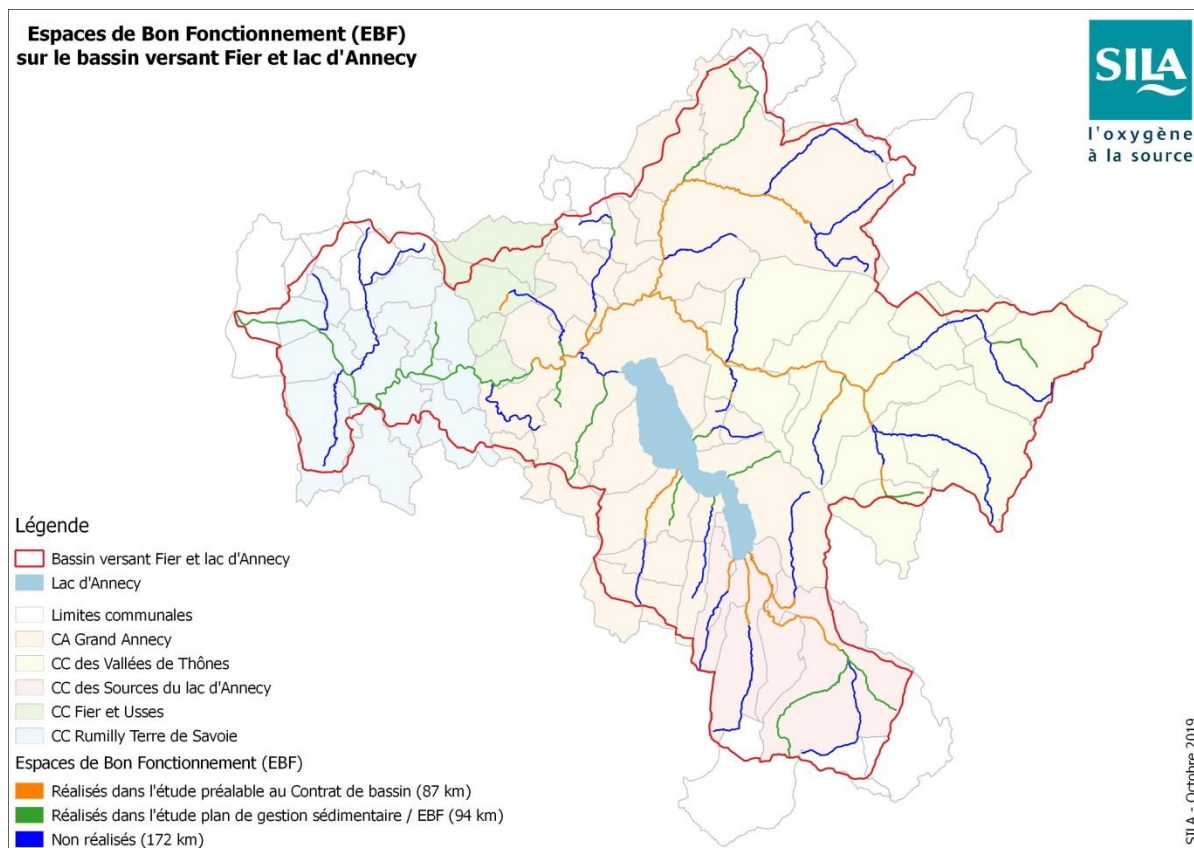 Espaces de Bon Fonctionnement (EBF)
sur le bassin versant Fier et lac d'Annecy
SILA
l'oxygène
à la source
Légende
Bassin versant Fier et lac d'Annecy
Lac d'Annecy
Limites communales
CA Grand Annecy
CC des Vallées de Thônes
CC des Sources du lac d'Annecy
CC Fier et Usses
CC Rumilly Terre de Savoie
Espaces de Bon Fonctionnement (EBF)
Réalisés dans l'étude préalable au Contrat de bassin (87 km)
Réalisés dans l'étude plan de gestion sédimentaire / EBF (94 km)
Non réalisés (172 km)
SILA - Octobre 2019